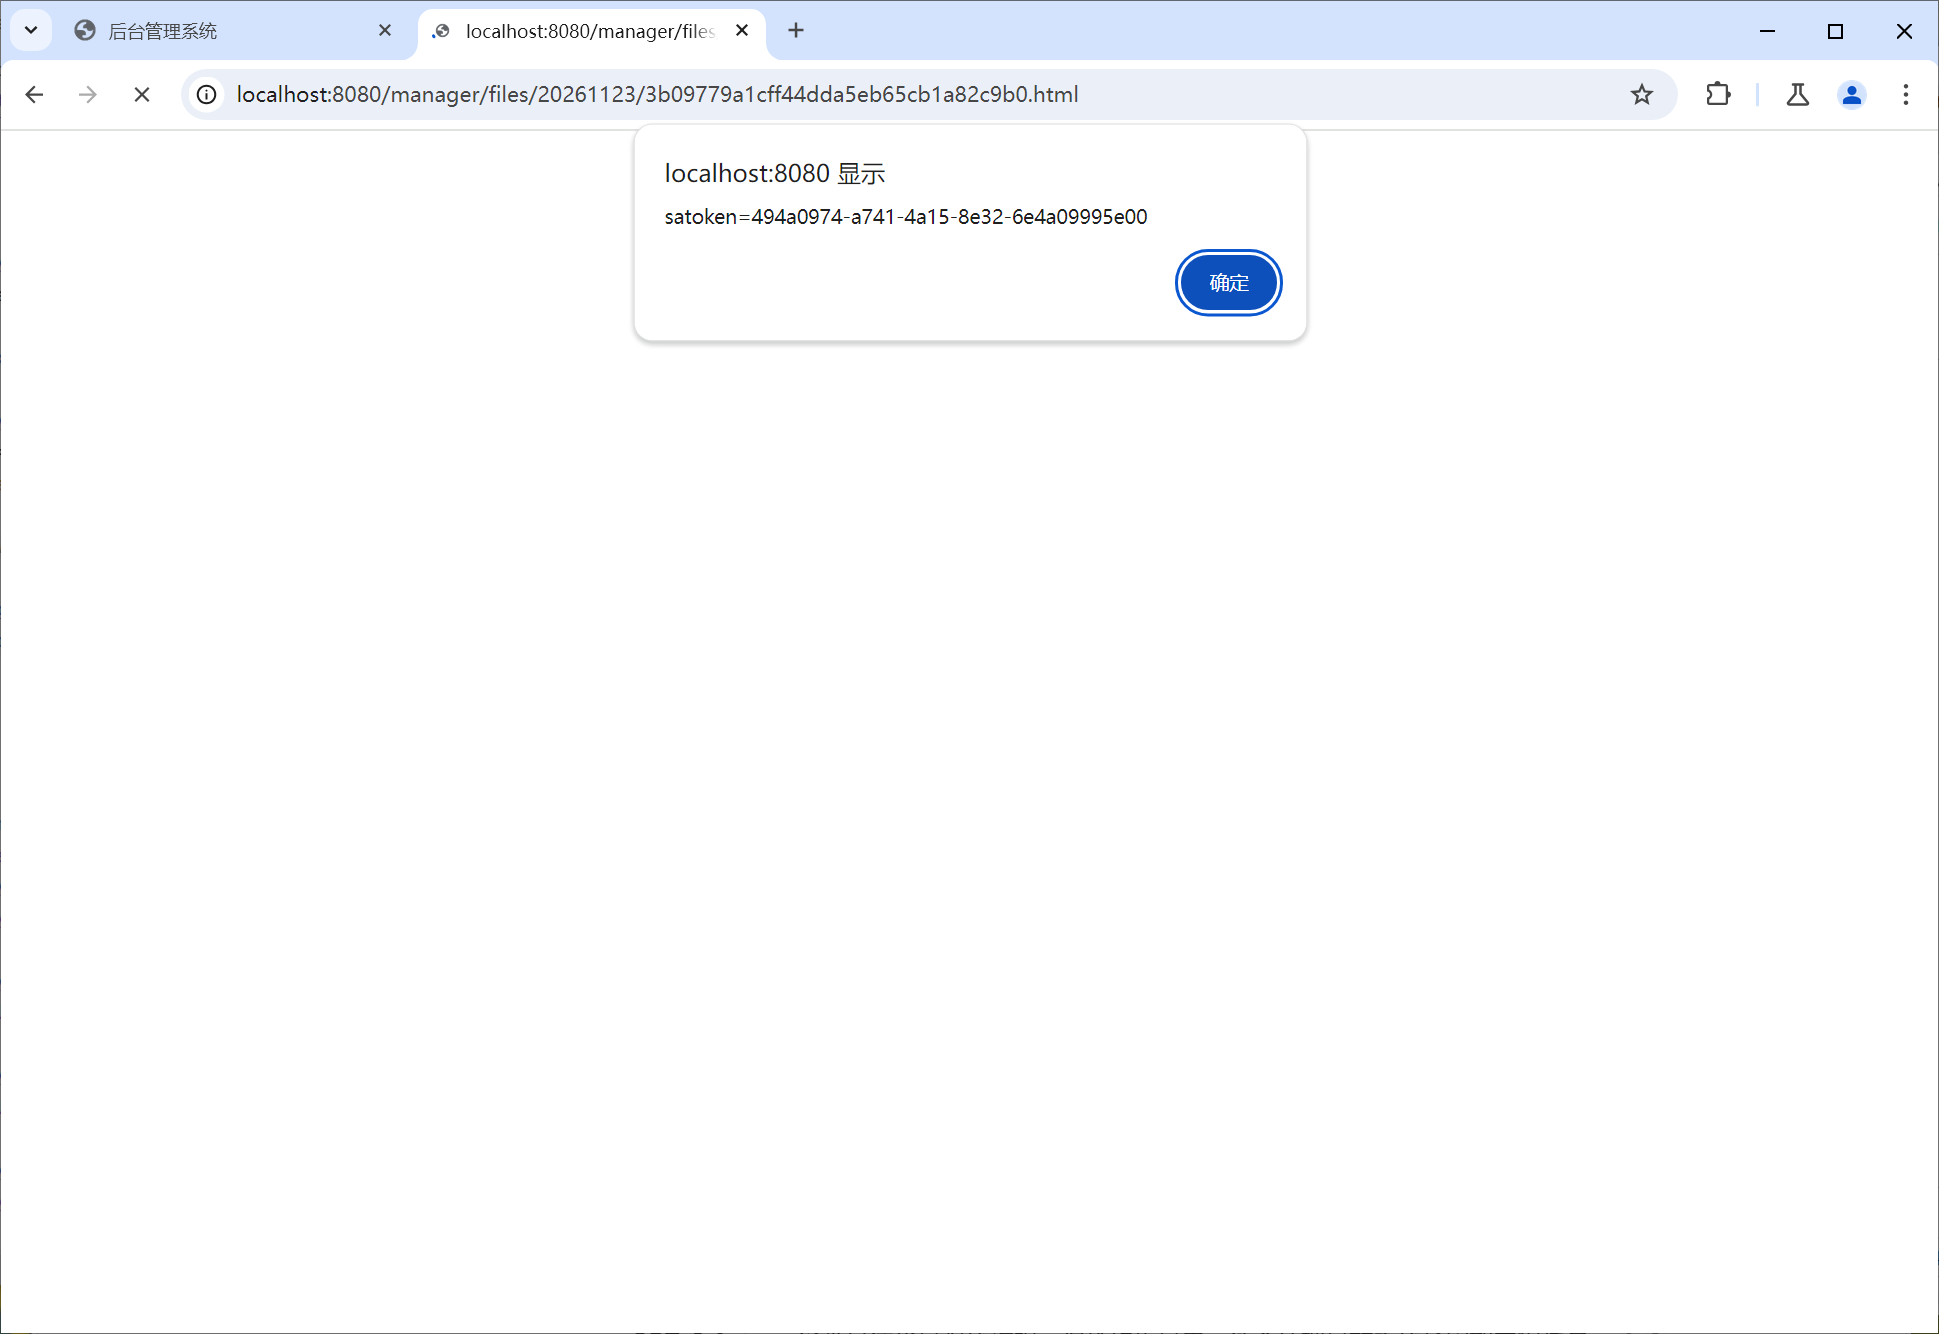 后台管理系统
localhost:8080/manager/files
localhost:8080/manager/files/20261123/3b09779a1cff44dda5eb65cb1a82c9b0.html
localhost:8080 显示
satoken=494a0974-a741-4a15-8e32-6e4a09995e00
确定